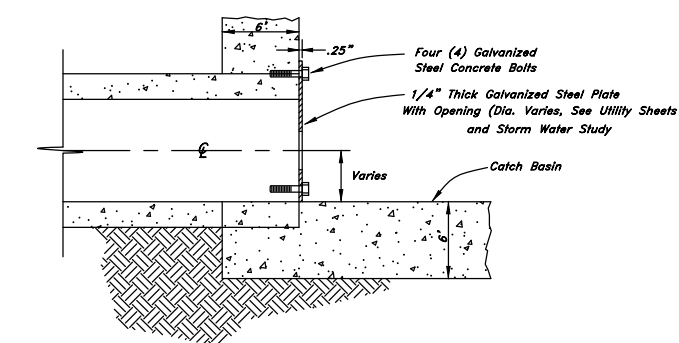 6'
.25"
Four (4) Galvanized
Steel Concrete Bolts
1/4" Thick Galvanized Steel Plate
With Opening (Dia. Varies, See Utility Sheets
and Storm Water Study
℄
Varies
Catch Basin
6'